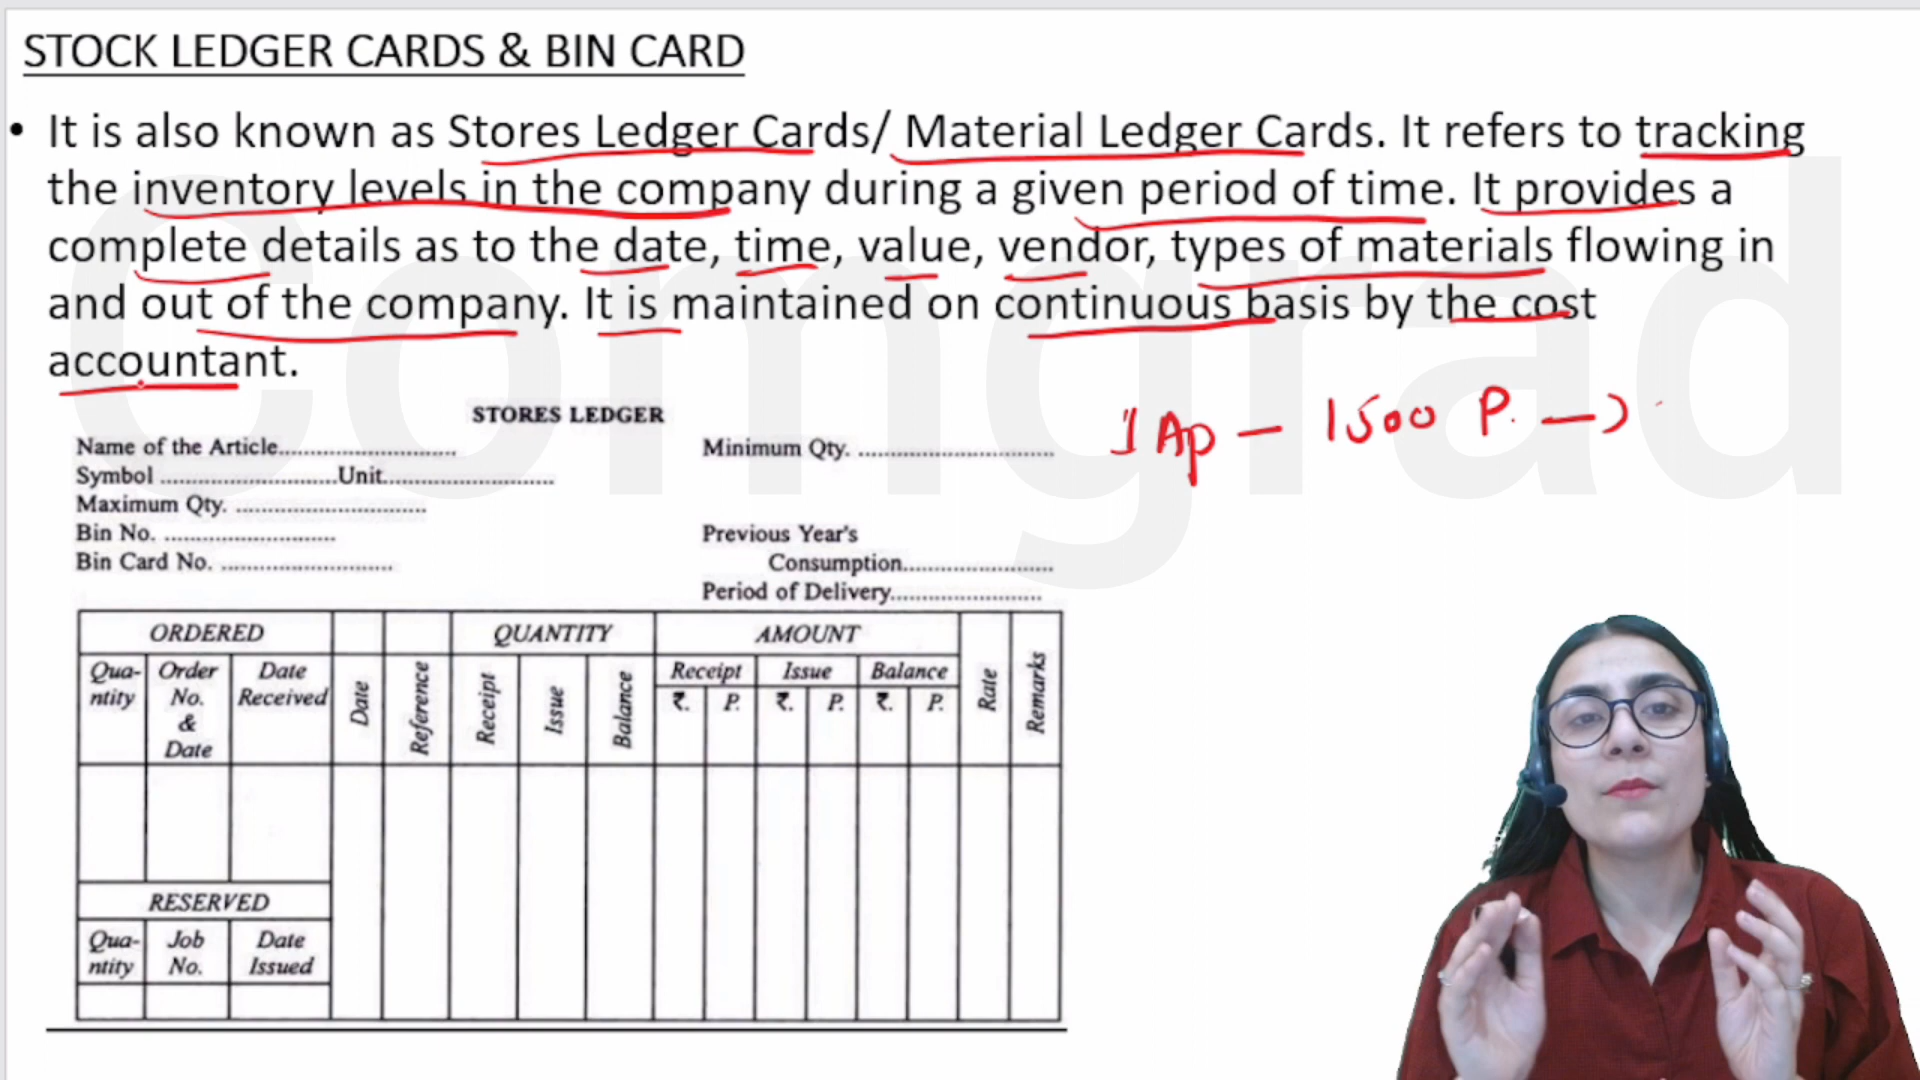 STOCK LEDGER CARDS & BIN CARD
• It is also known as Stores Ledger Cards/ Material Ledger Cards. It refers to tracking
the inventory levels in the company during a given period of time. It provides a
complete details as to the date, time, value, vendor, types of materials flowing in
and out of the company. It is maintained on continuous basis by the cost
accountant.
Comgrad
1 Ap — 1500 P. →
STORES LEDGER
Name of the Article............................ Minimum Qty. ...............................
Symbol ............................Unit...........................
Maximum Qty. ..............................
Bin No. ........................... Previous Year's
Consumption........................
Bin Card No. ...........................
Period of Delivery........................
ORDERED QUANTITY AMOUNT
Qua-ntity Order No. & Date Date Received Date Reference Receipt Issue Balance Receipt Issue Balance Rate Remarks
₹. P. ₹. P. ₹. P.
RESERVED
Qua-ntity Job No. Date Issued